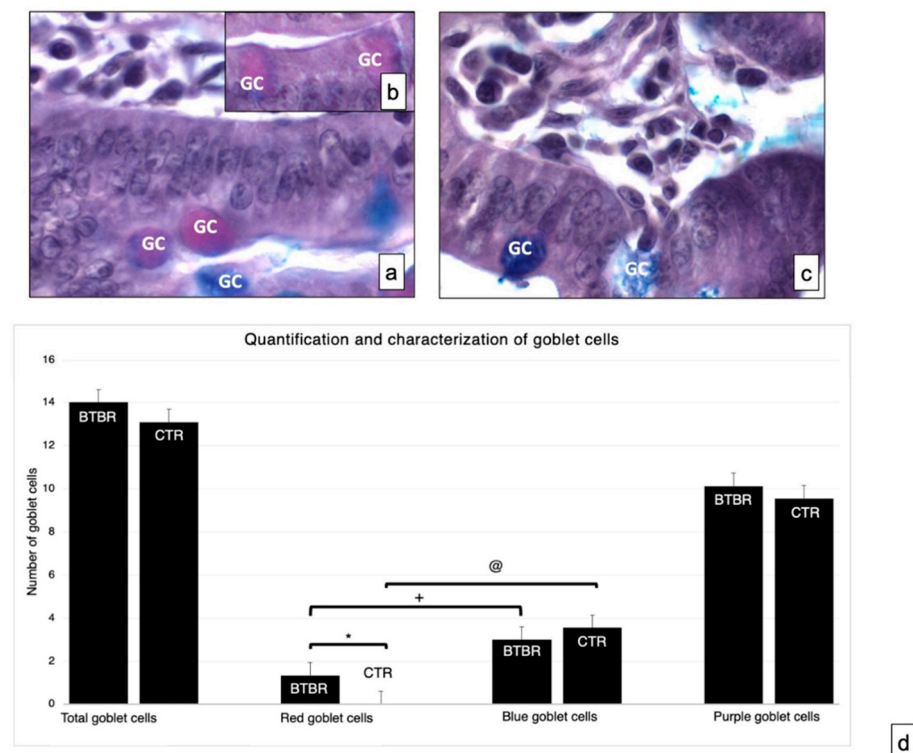 GC
GC
b
GC
GC
GC
a
GC
GC
c
Quantification and characterization of goblet cells
Number of goblet cells
16
14
12
10
8
6
4
2
0
BTBR
CTR
*
+
@
BTBR
CTR
BTBR
CTR
BTBR
CTR
Total goblet cells
Red goblet cells
Blue goblet cells
Purple goblet cells
d